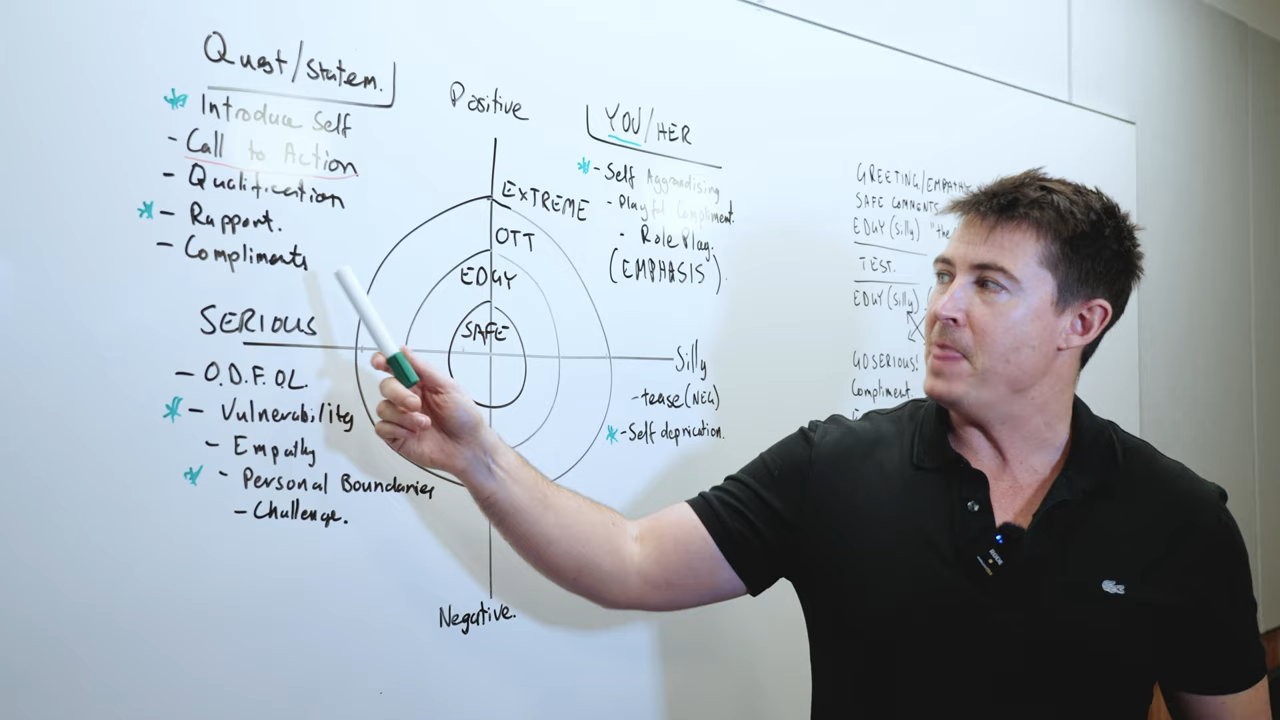 Quest/Statem.
* Introduce Self
- Call to Action
- Qualification
* - Rapport.
- Compliments
Positive
EXTREME
OTT
EDGY
SAFE
YOU/HER
* - Self Aggrandising
- Playful Compliment.
- Role Play.
(EMPHASIS).
SERIOUS
- O.D.F.O.L.
* - Vulnerability
- Empathy
* - Personal Boundaries
- Challenge.
Silly
- tease (NEG)
* - Self deprication.
Negative.
GREETING/EMPATHY
SAFE COMMENTS
EDGY (silly) "the
TEST.
EDGY (silly)
GO SERIOUS!
Compliment.